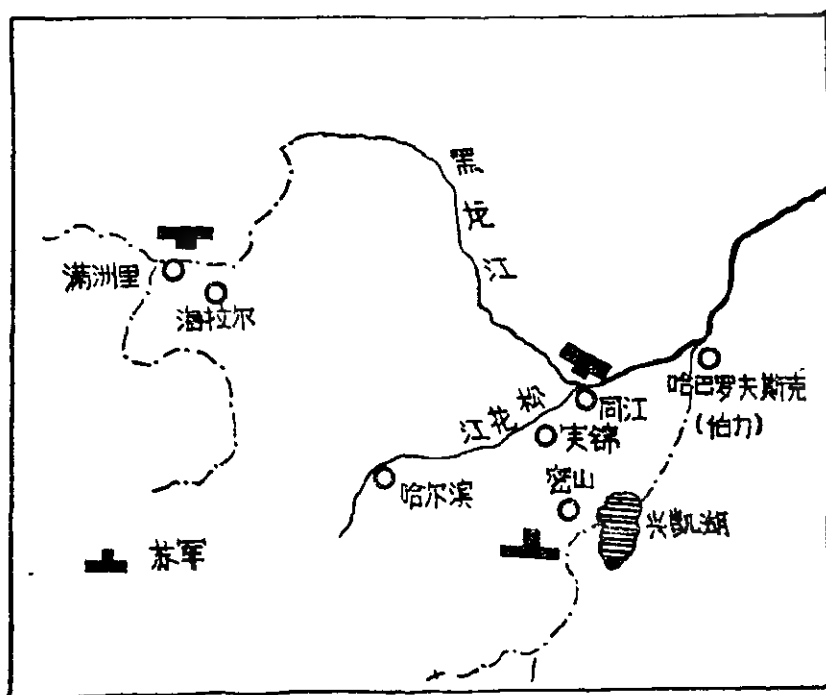 黑龙江
满洲里
海拉尔
哈巴罗夫斯克
(伯力)
同江
江花松
富锦
哈尔滨
密山
兴凯湖
苏军